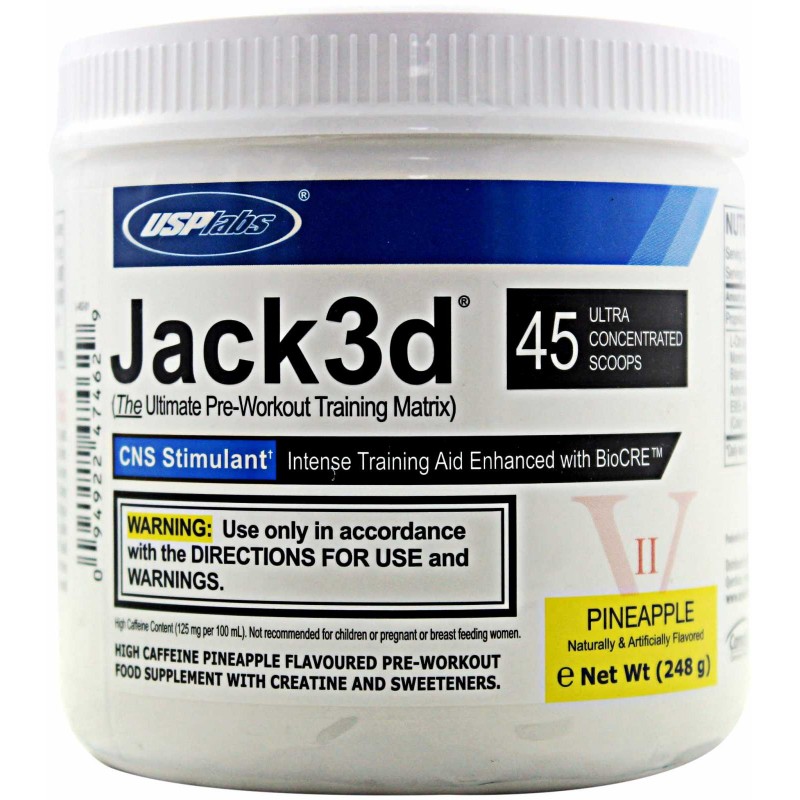 USPlabs®
Jack3d®
(The Ultimate Pre-Workout Training Matrix)
45 ULTRA
CONCENTRATED
SCOOPS
CNS Stimulant† Intense Training Aid Enhanced with BioCRE™
WARNING: Use only in accordance
with the DIRECTIONS FOR USE and
WARNINGS.
High Caffeine Content (125 mg per 100 mL). Not recommended for children or pregnant or breast feeding women.
HIGH CAFFEINE PINEAPPLE FLAVOURED PRE-WORKOUT
FOOD SUPPLEMENT WITH CREATINE AND SWEETENERS.
V
II
PINEAPPLE
Naturally & Artificially Flavored
e Net Wt (248 g)
0 94922 47462 9